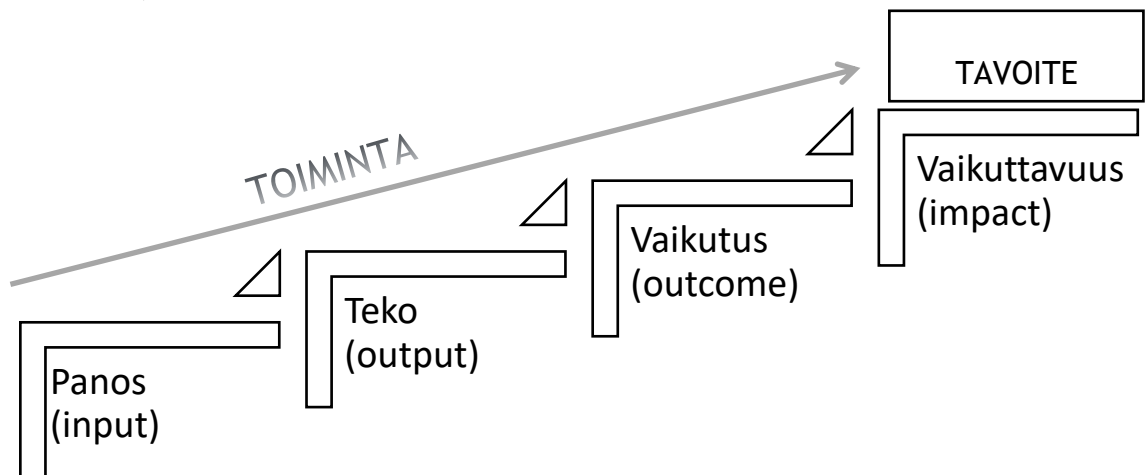 TAVOITE
TOIMINTA
Vaikuttavuus
(impact)
Vaikutus
(outcome)
Teko
(output)
Panos
(input)